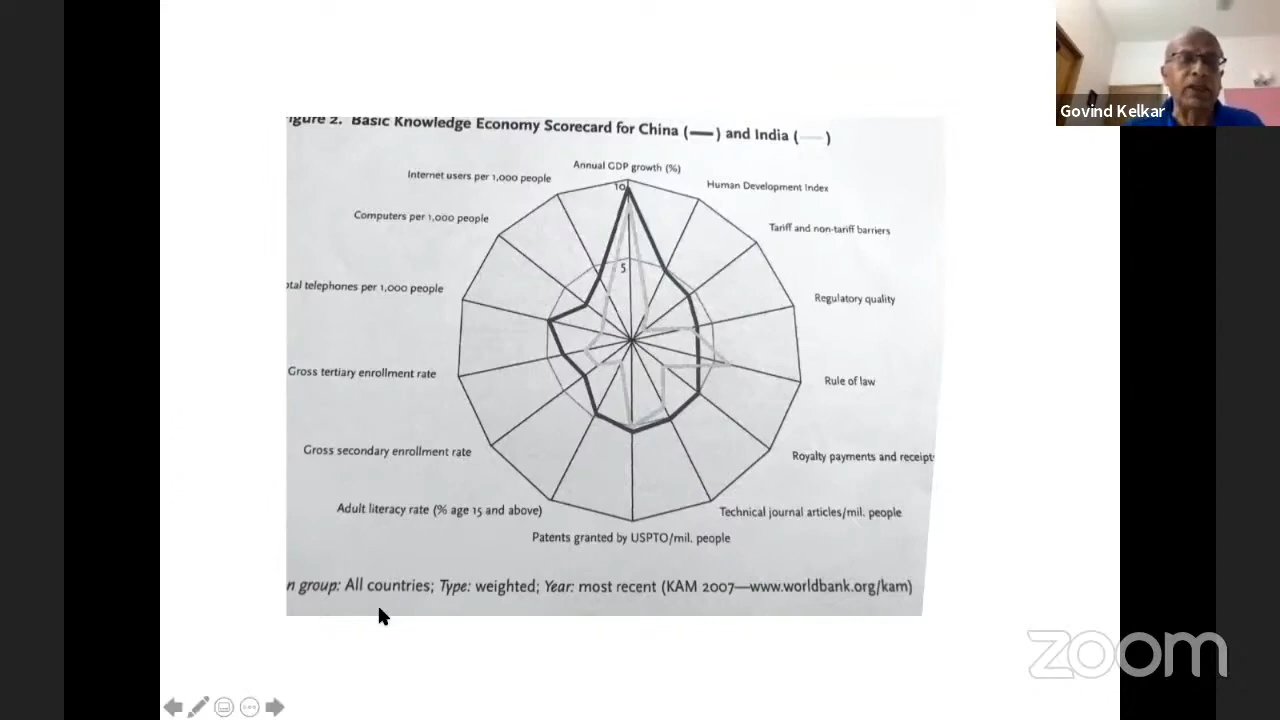 igure 2. Basic Knowledge Economy Scorecard for China ( ) and India ( )
Annual GDP growth (%)
Internet users per 1,000 people
Human Development Index
10
Computers per 1,000 people
Tariff and non-tariff barriers
5
otal telephones per 1,000 people
Regulatory quality
Gross tertiary enrollment rate
Rule of law
Gross secondary enrollment rate
Royalty payments and receipt
Adult literacy rate (% age 15 and above)
Technical journal articles/mil. people
Patents granted by USPTO/mil. people
n group: All countries; Type: weighted; Year: most recent (KAM 2007—www.worldbank.org/kam)
Govind Kelkar
zoom